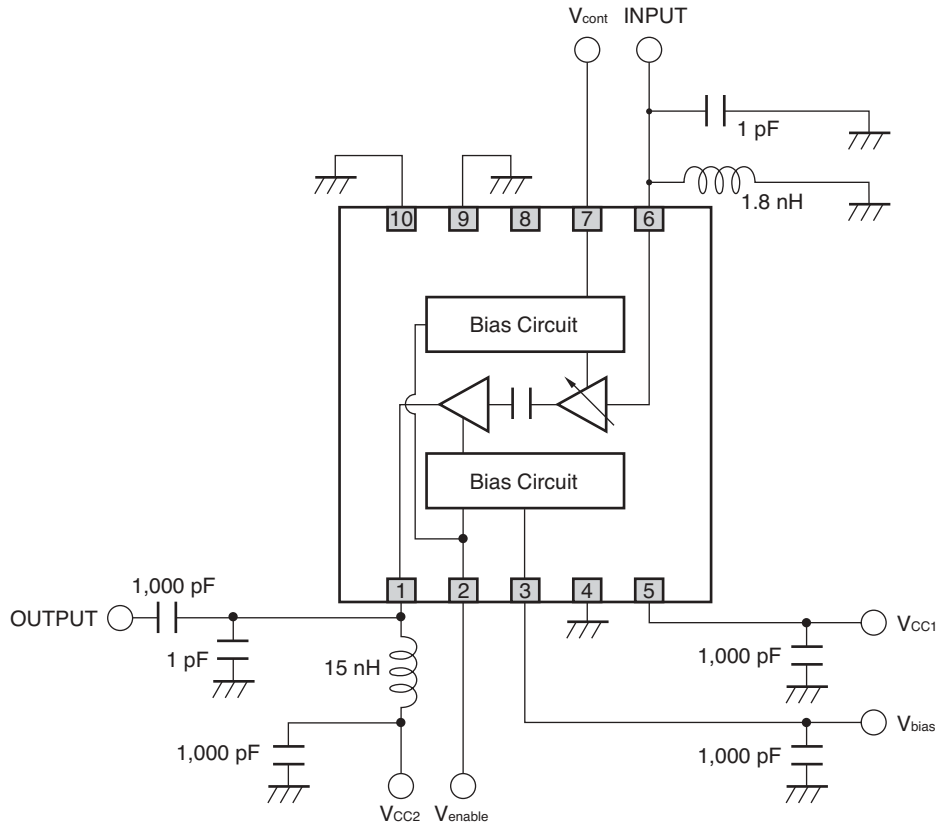 Vcont INPUT
1 pF
1.8 nH
10 9 8 7 6
Bias Circuit
Bias Circuit
1 2 3 4 5
1,000 pF
OUTPUT
1 pF
15 nH
1,000 pF
VCC2 Venable
VCC1
1,000 pF
Vbias
1,000 pF